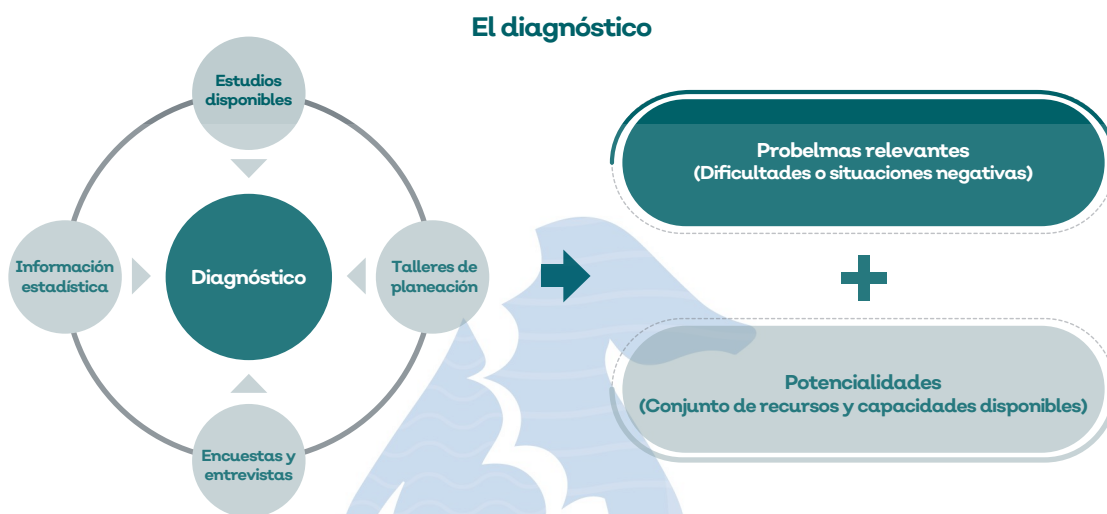 El diagnóstico
Estudios
disponibles
Información
estadística
Diagnóstico
Talleres de
planeación
Encuestas y
entrevistas
Probelmas relevantes
(Dificultades o situaciones negativas)
Potencialidades
(Conjunto de recursos y capacidades disponibles)